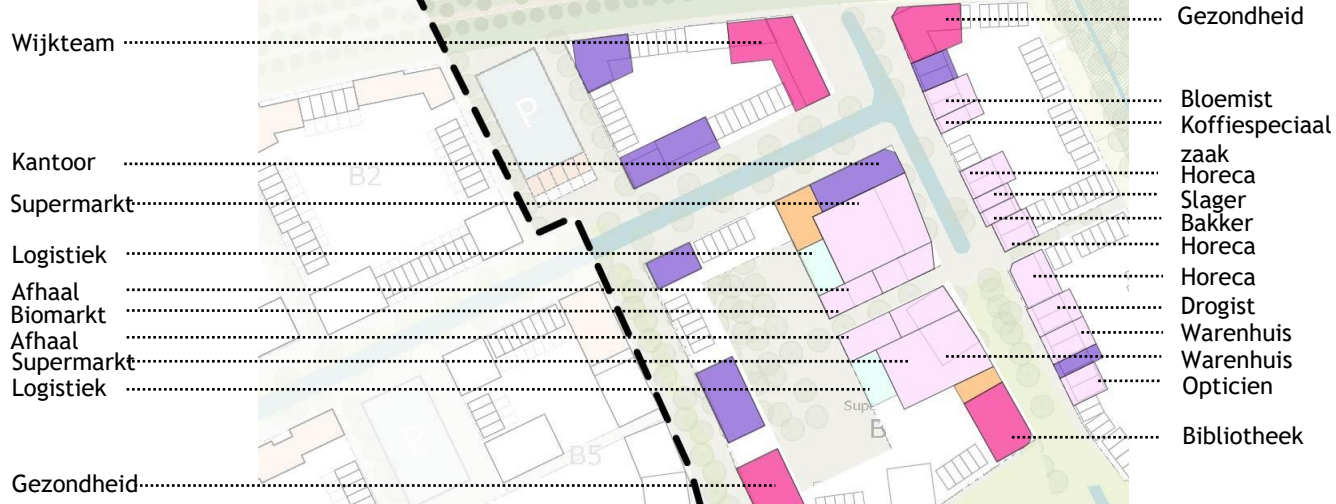 Wijkteam
Kantoor
Supermarkt
Logistiek
Afhaal
Biomarkt
Afhaal
Supermarkt
Logistiek
Gezondheid
P
B2
P
B5
Supe
B
Gezondheid
Bloemist
Koffiespeciaal
zaak
Horeca
Slager
Bakker
Horeca
Horeca
Drogist
Warenhuis
Warenhuis
Opticien
Bibliotheek